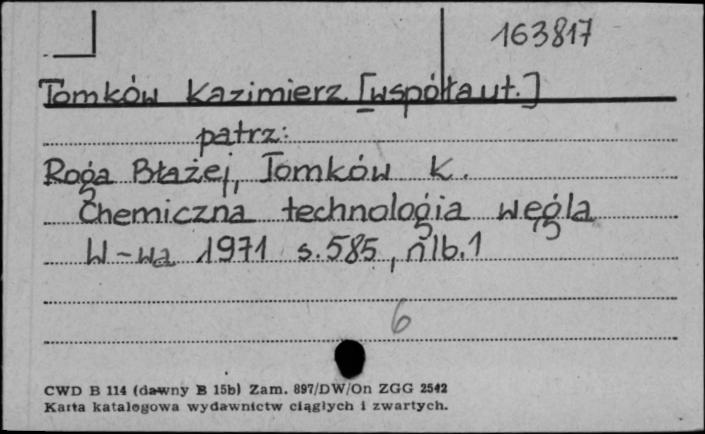 163817
Tomków Kazimierz [współaut.]
patrz:
Roga Błażej, Tomków K.
Chemiczna technologia węgla
W-wa 1971 s.585, nlb.1
6
CWD B 114 (dawny B 15b) Zam. 897/DW/On ZGG 2542
Karta katalogowa wydawnictw ciągłych i zwartych.